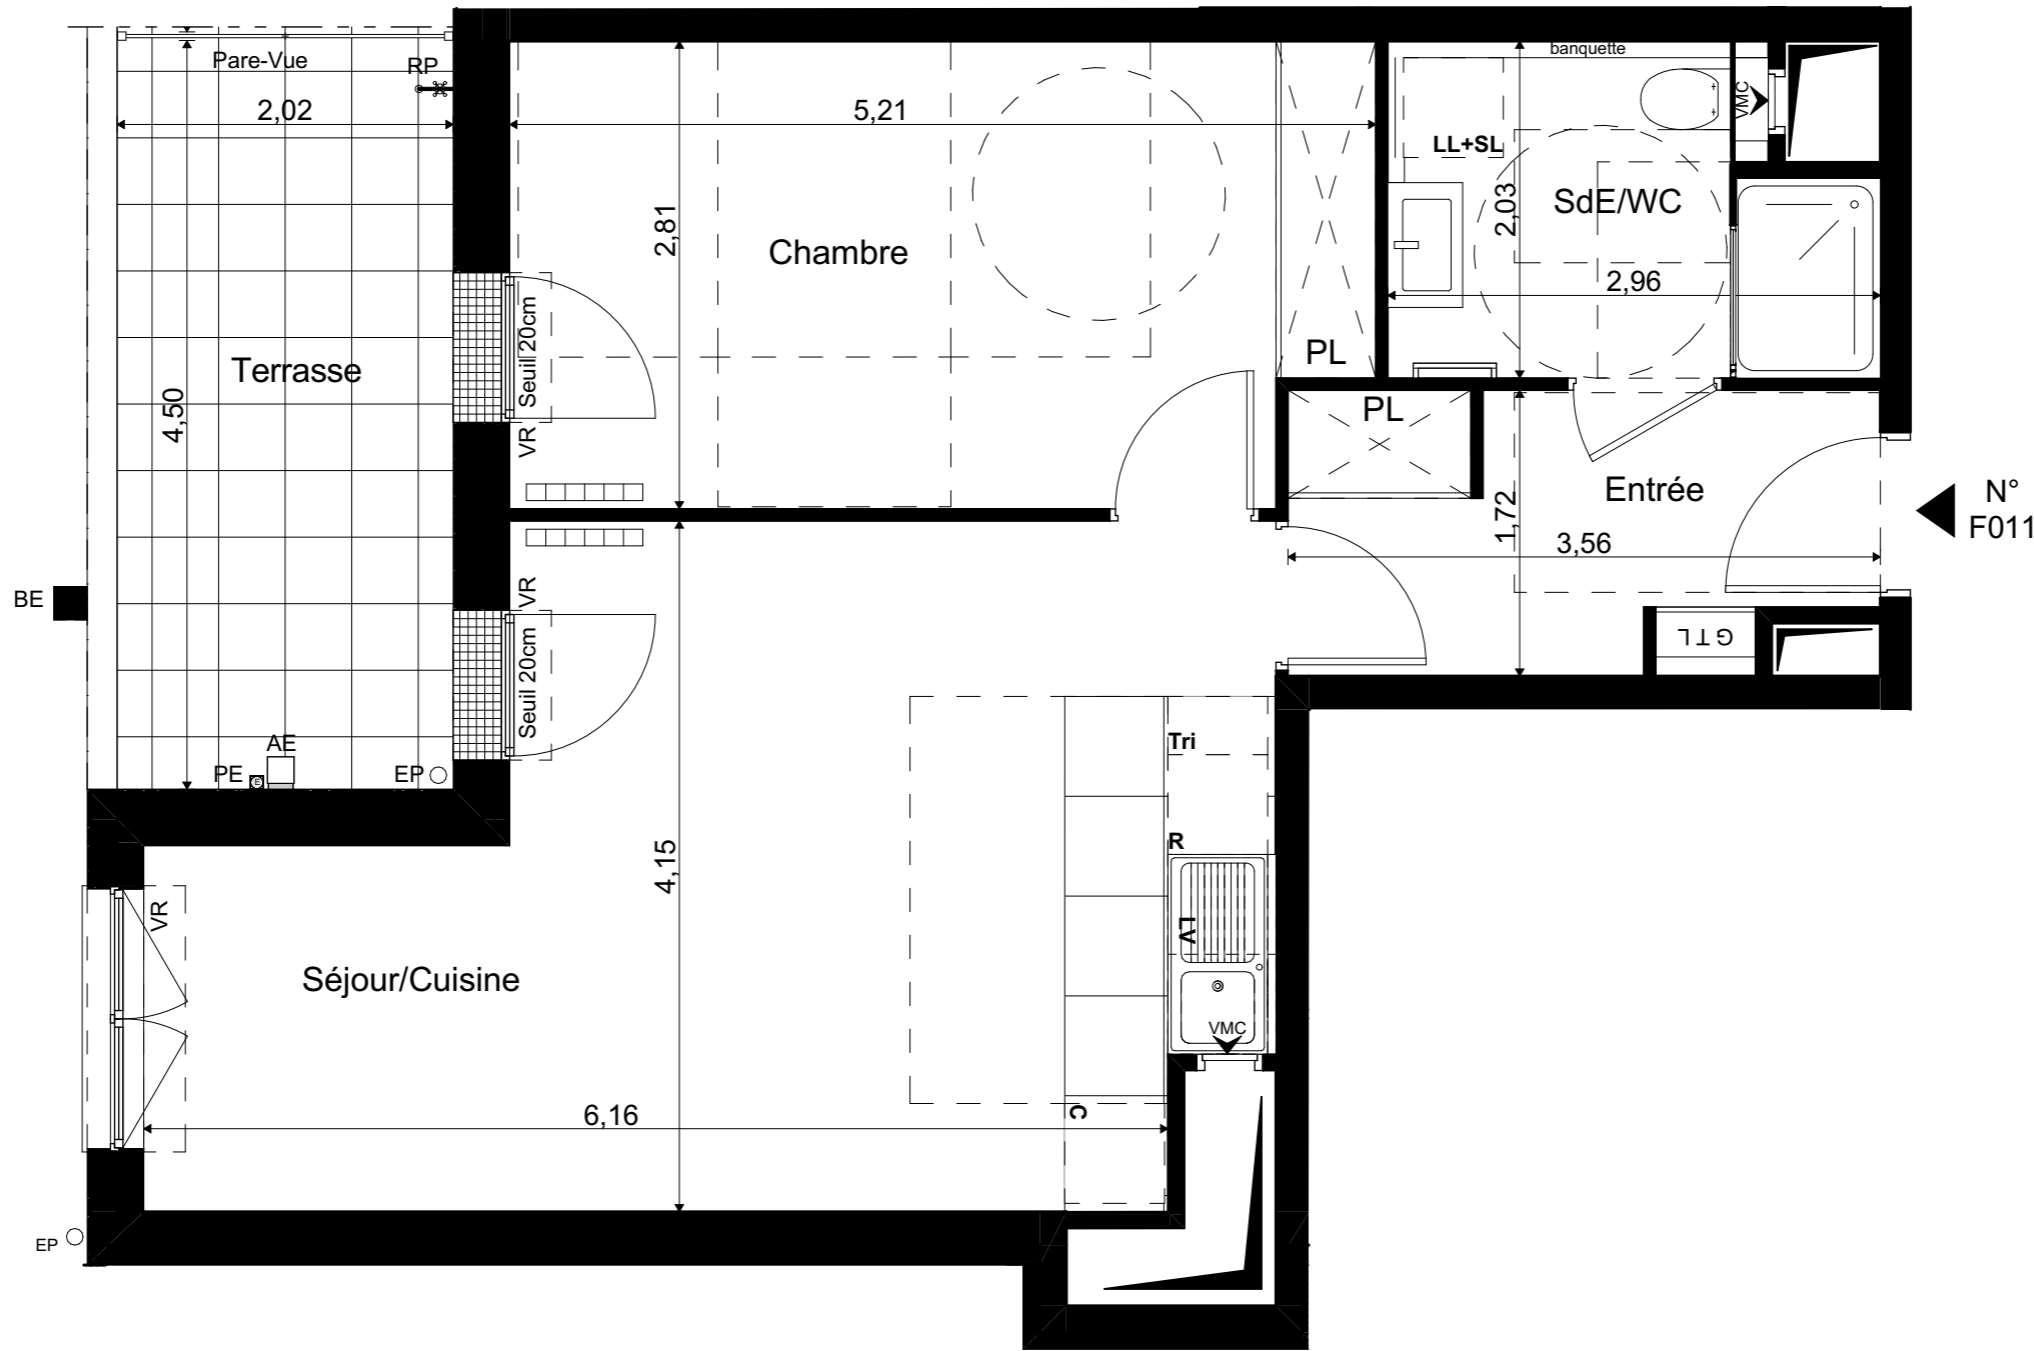 banquette
Pare-Vue
RP
2,02
5,21
VMC
LL+SL
2,81
2,03
SdE/WC
Chambre
2,96
Seuil 20cm
PL
Terrasse
4,50
PL
VR
Entrée
1,72
N°
F011
3,56
BE
VR
GTL
Seuil 20cm
Tri
AE
PE
E
EP
R
4,15
VR
LV
Séjour/Cuisine
VMC
6,16
C
EP